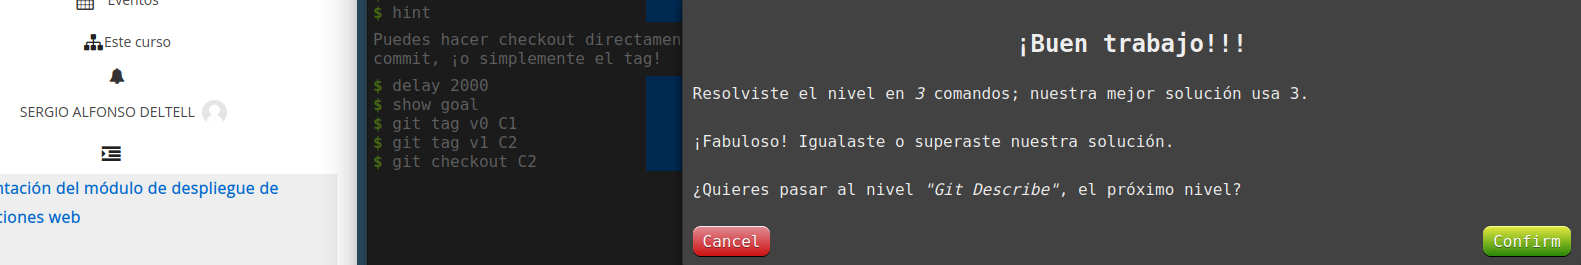 Eventos
Este curso
SERGIO ALFONSO DELTELL
ntación del módulo de despliegue de
ciones web
$ hint
Puedes hacer checkout directamen
commit, ¡o simplemente el tag!
$ delay 2000
$ show goal
$ git tag v0 C1
$ git tag v1 C2
$ git checkout C2
¡Buen trabajo!!!
Resolviste el nivel en 3 comandos; nuestra mejor solución usa 3.
¡Fabuloso! Igualaste o superaste nuestra solución.
¿Quieres pasar al nivel "Git Describe", el próximo nivel?
Cancel
Confirm